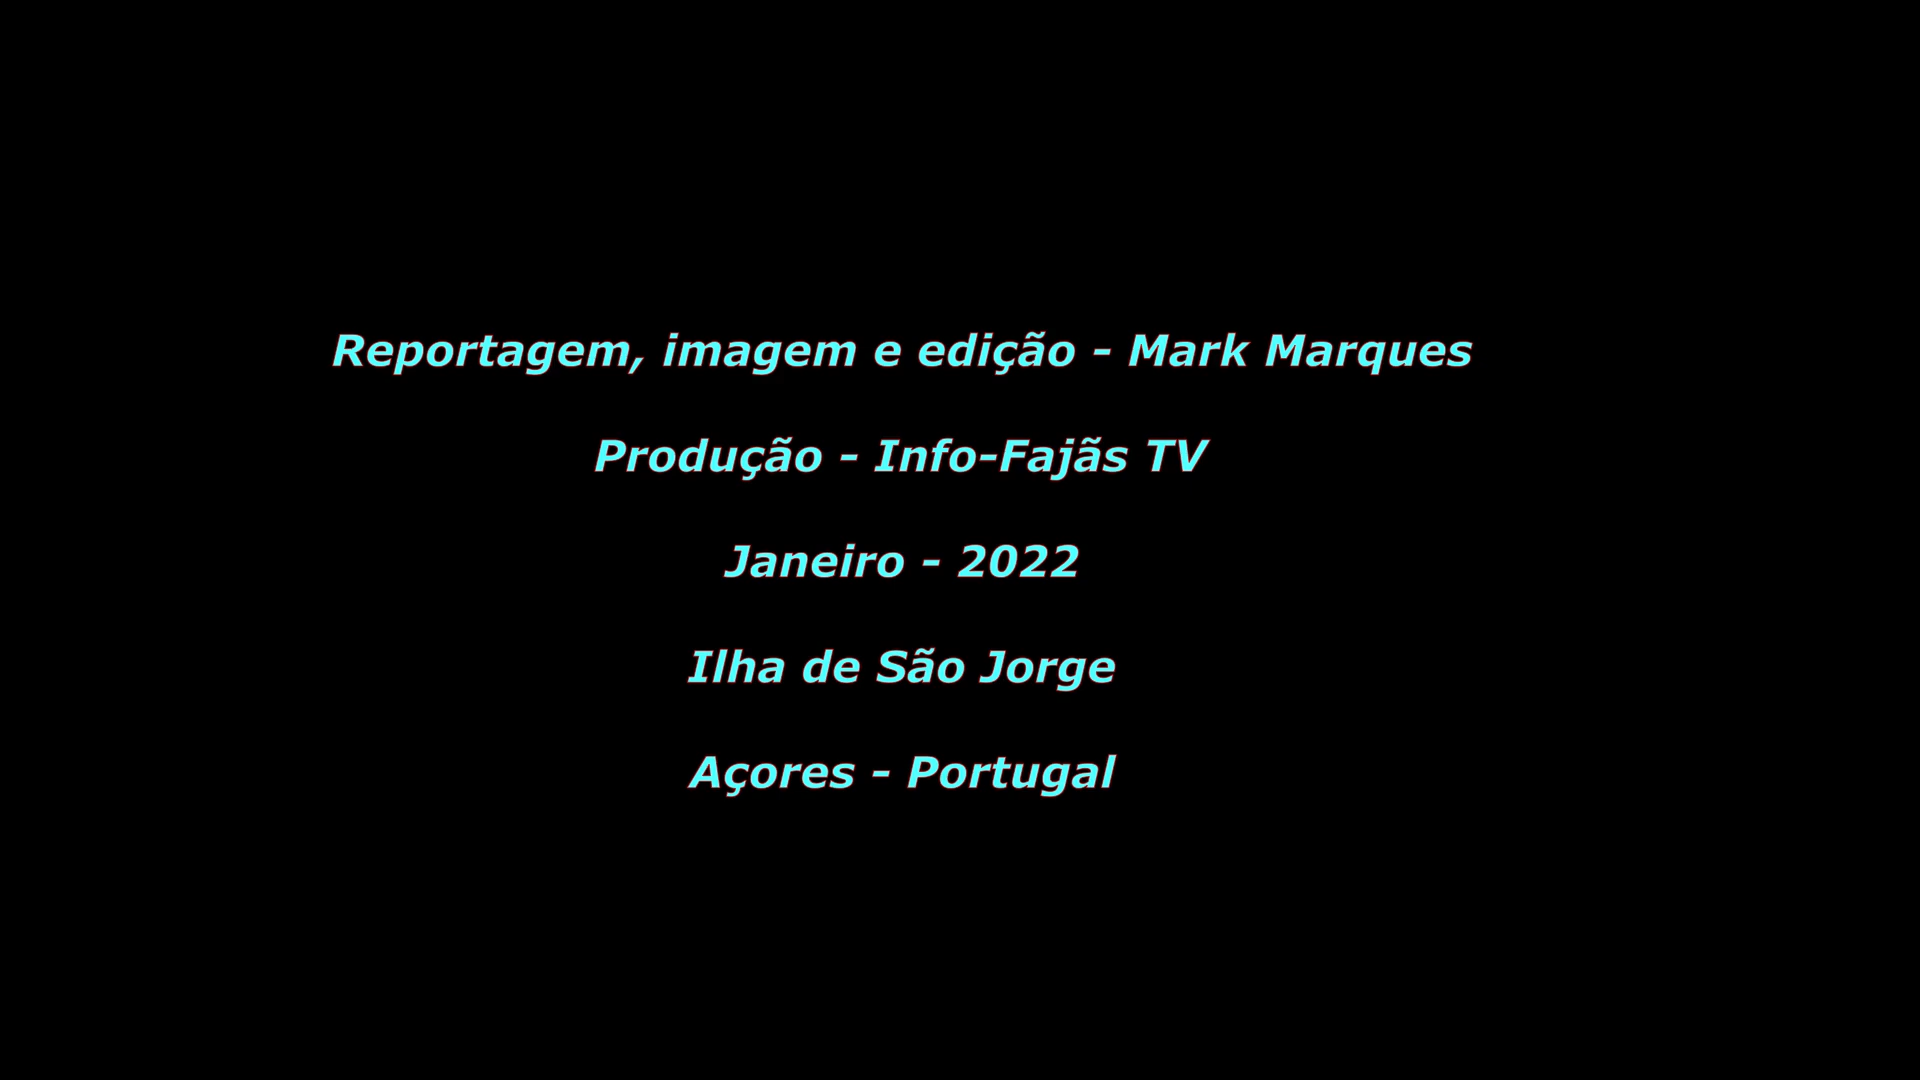 Reportagem, imagem e edição - Mark Marques
Produção - Info-Fajãs TV
Janeiro - 2022
Ilha de São Jorge
Açores - Portugal